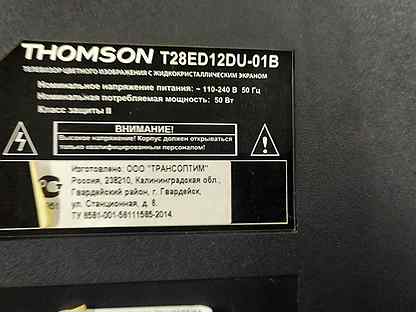 THOMSON T28ED12DU-01B
ТЕЛЕВИЗОР ЦВЕТНОГО ИЗОБРАЖЕНИЯ С ЖИДКОКРИСТАЛЛИЧЕСКИМ ЭКРАНОМ
Номинальное напряжение питания: ~ 110-240 В 50 Гц
Номинальная потребляемая мощность: 50 Вт
Класс защиты II
ВНИМАНИЕ!
Высокое напряжение! Корпус должен открываться
только квалифицированным персоналом!
Изготовлено: ООО "ТРАНСОПТИМ"
Россия, 238210, Калининградская обл.,
Гвардейский район, г. Гвардейск,
ул. Станционная, д. 8.
ТУ 6581-001-58111585-2014